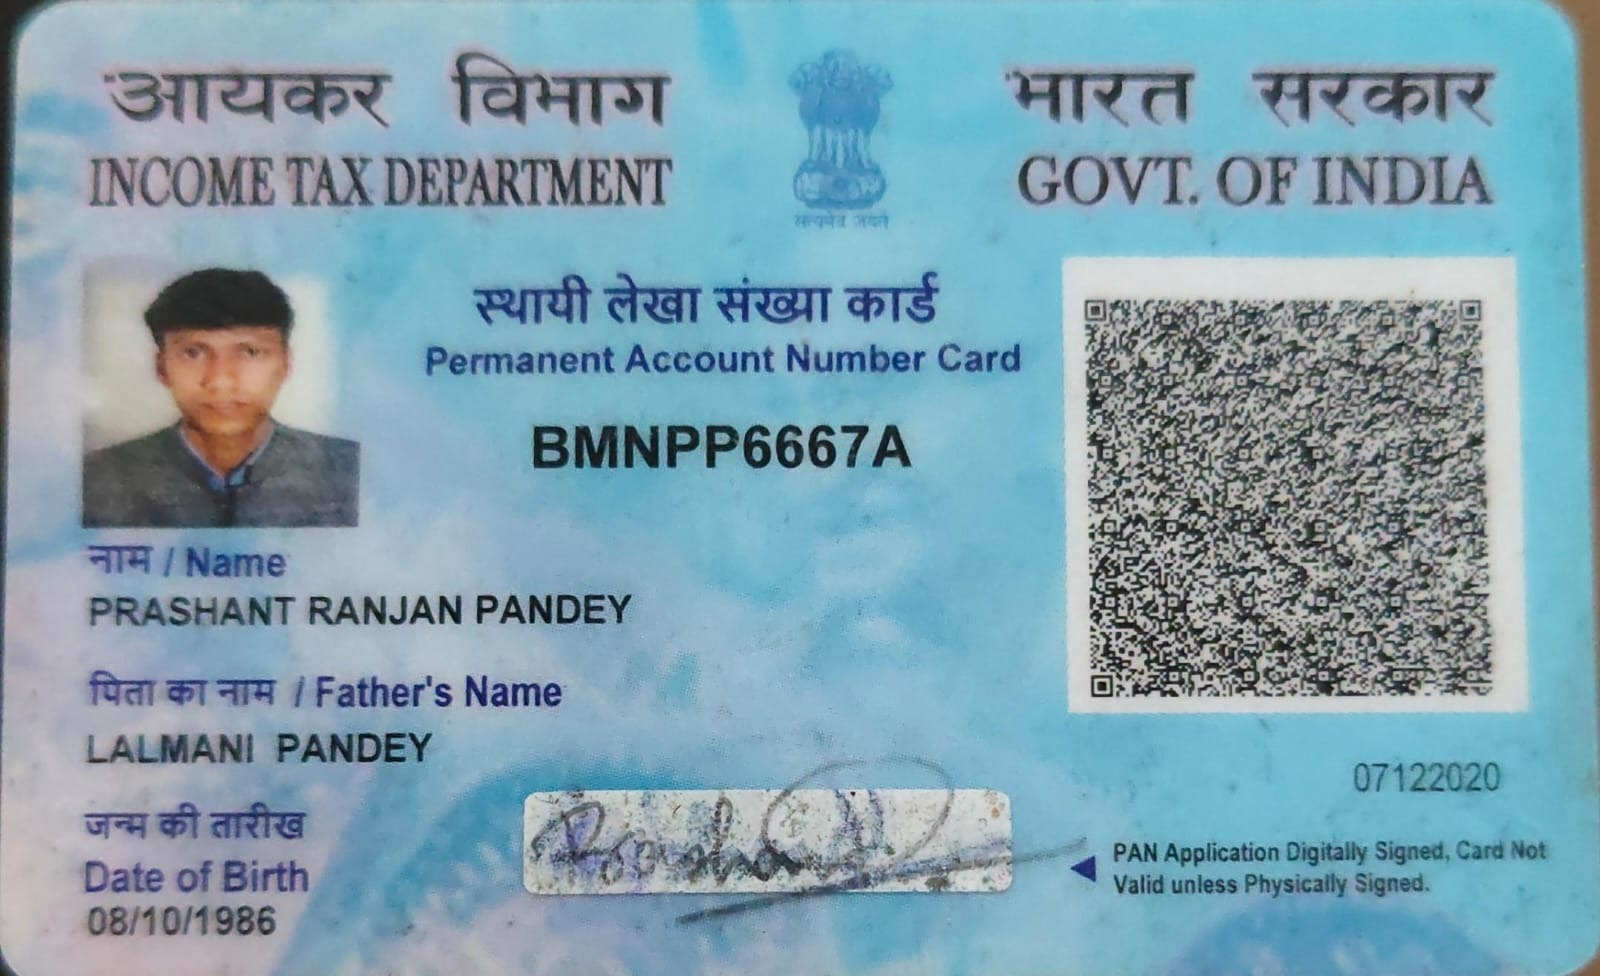 आयकर विभाग
INCOME TAX DEPARTMENT
सत्यमेव जयते
भारत सरकार
GOVT. OF INDIA
स्थायी लेखा संख्या कार्ड
Permanent Account Number Card
BMNPP6667A
नाम / Name
PRASHANT RANJAN PANDEY
पिता का नाम / Father's Name
LALMANI PANDEY
जन्म की तारीख
Date of Birth
08/10/1986
07122020
PAN Application Digitally Signed, Card Not
Valid unless Physically Signed.